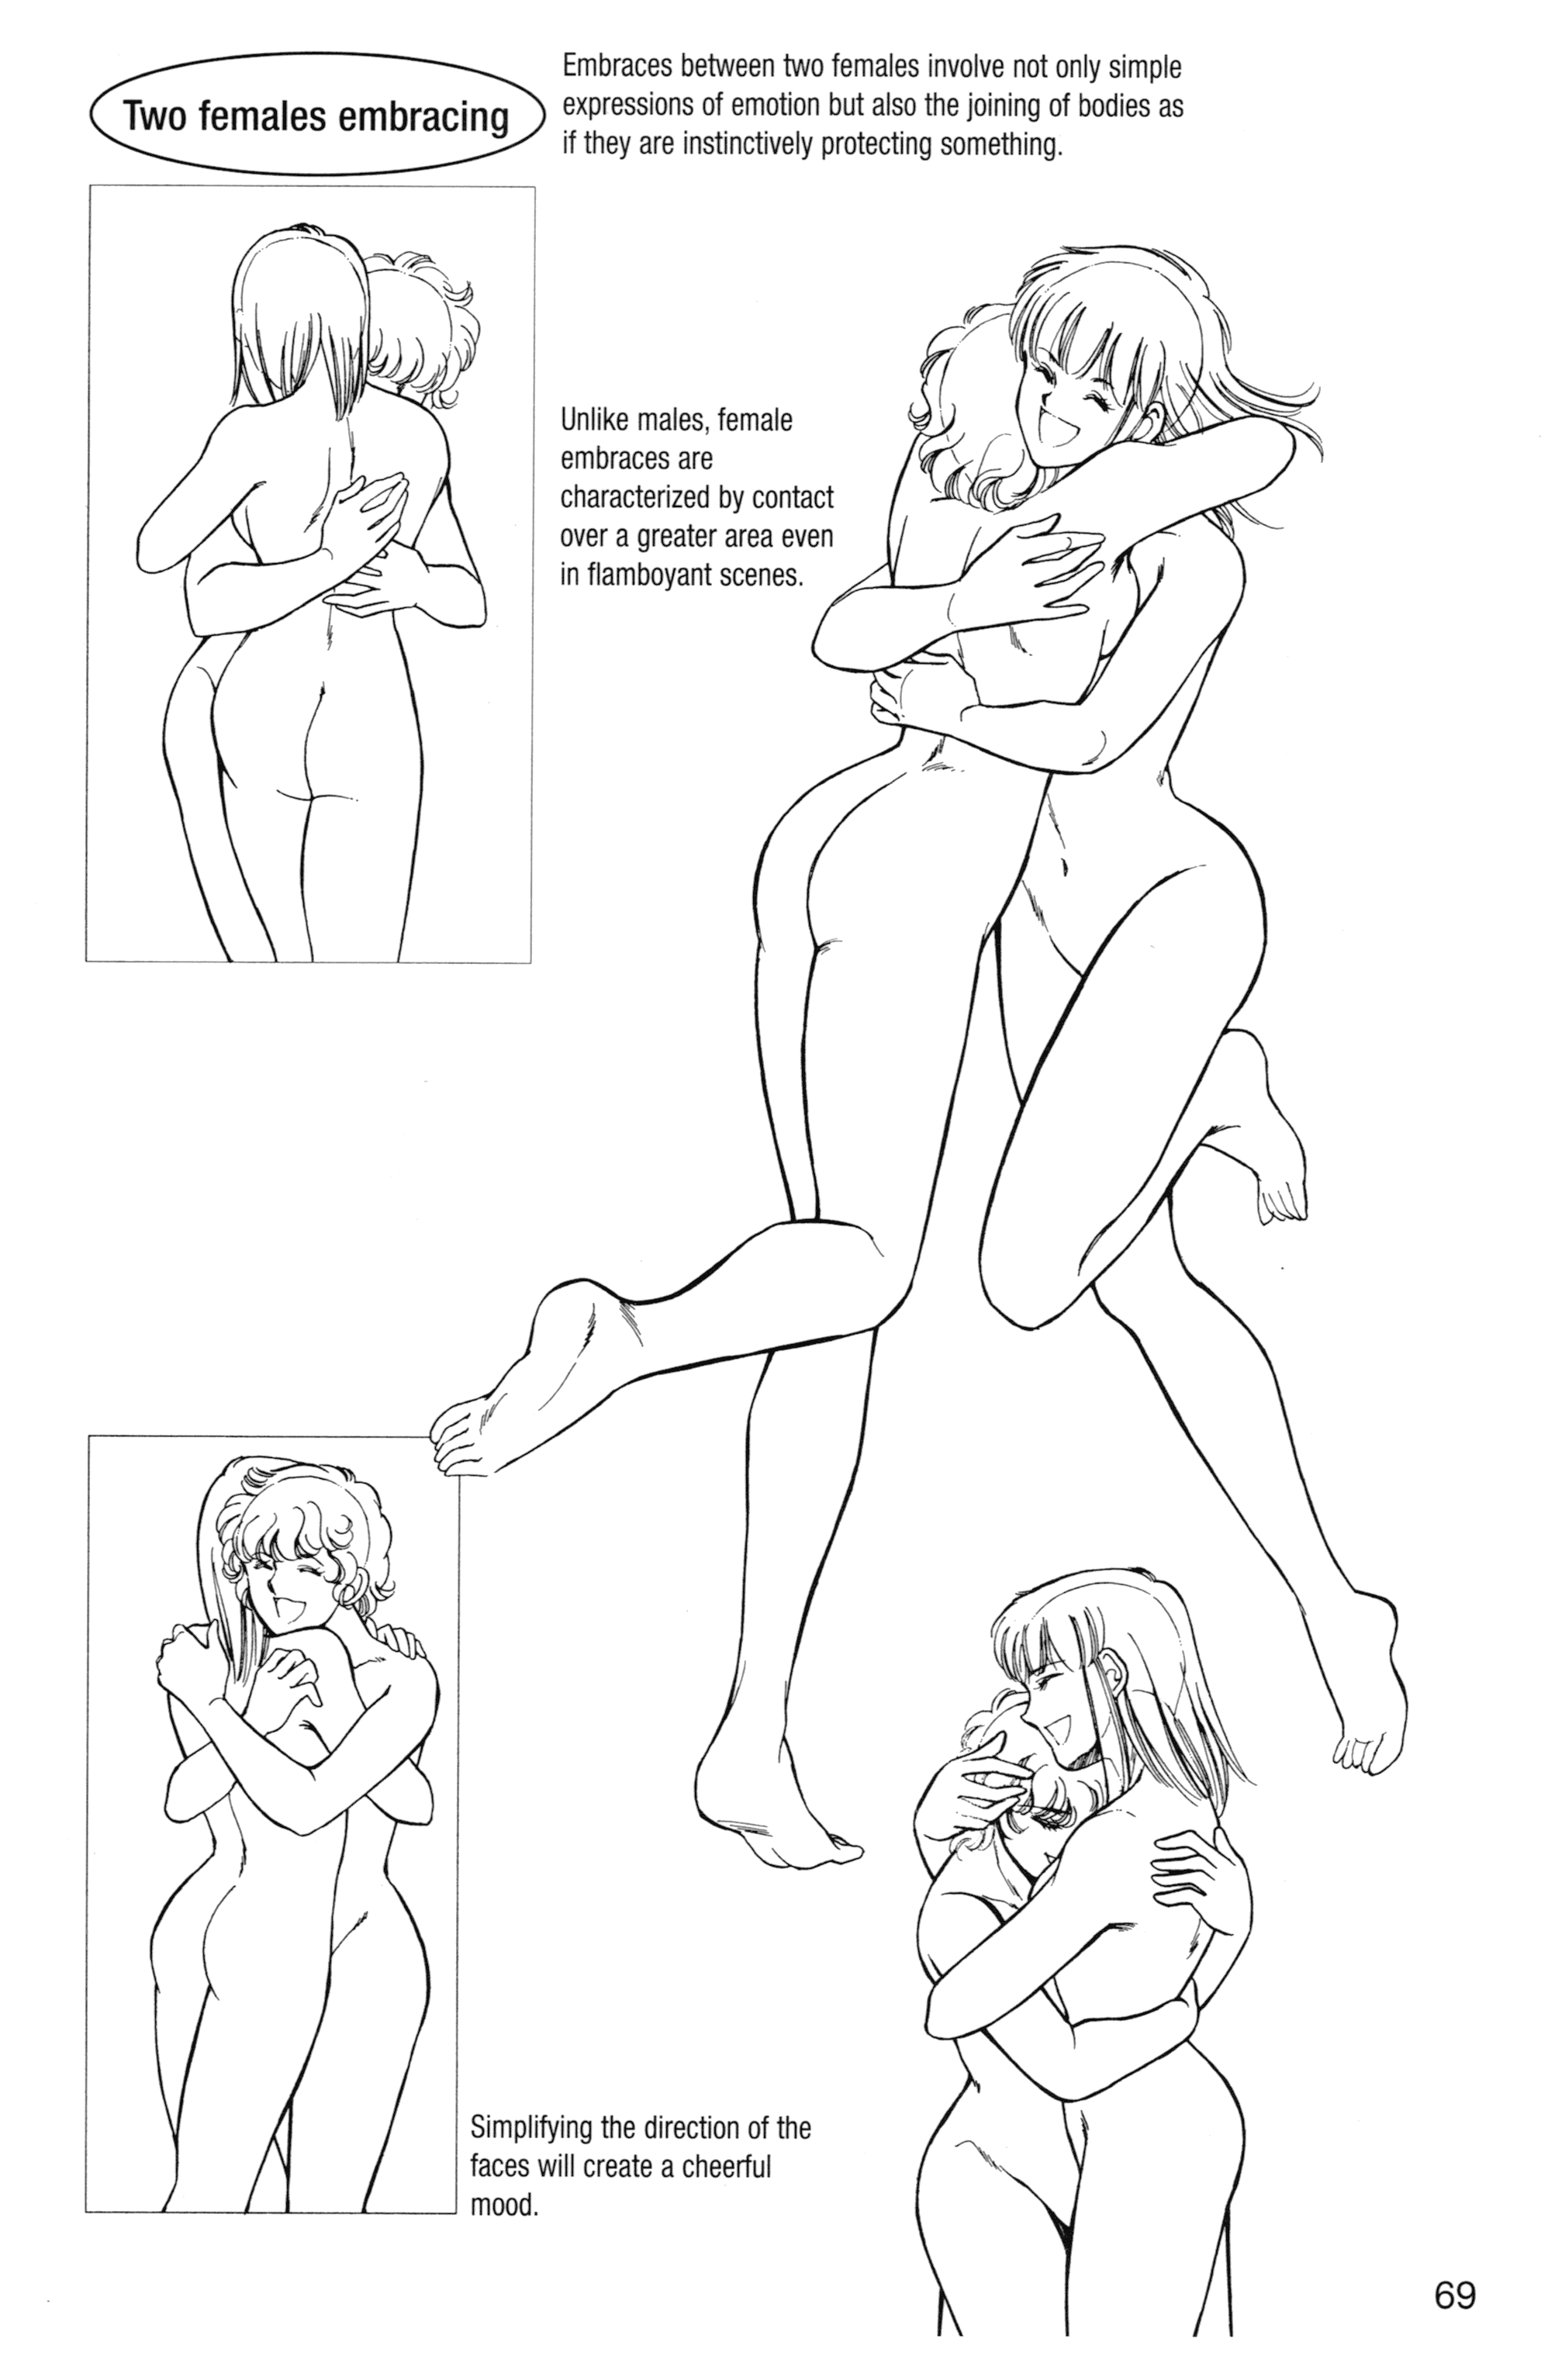 Two females embracing
Embraces between two females involve not only simple
expressions of emotion but also the joining of bodies as
if they are instinctively protecting something.
Unlike males, female
embraces are
characterized by contact
over a greater area even
in flamboyant scenes.
Simplifying the direction of the
faces will create a cheerful
mood.
69